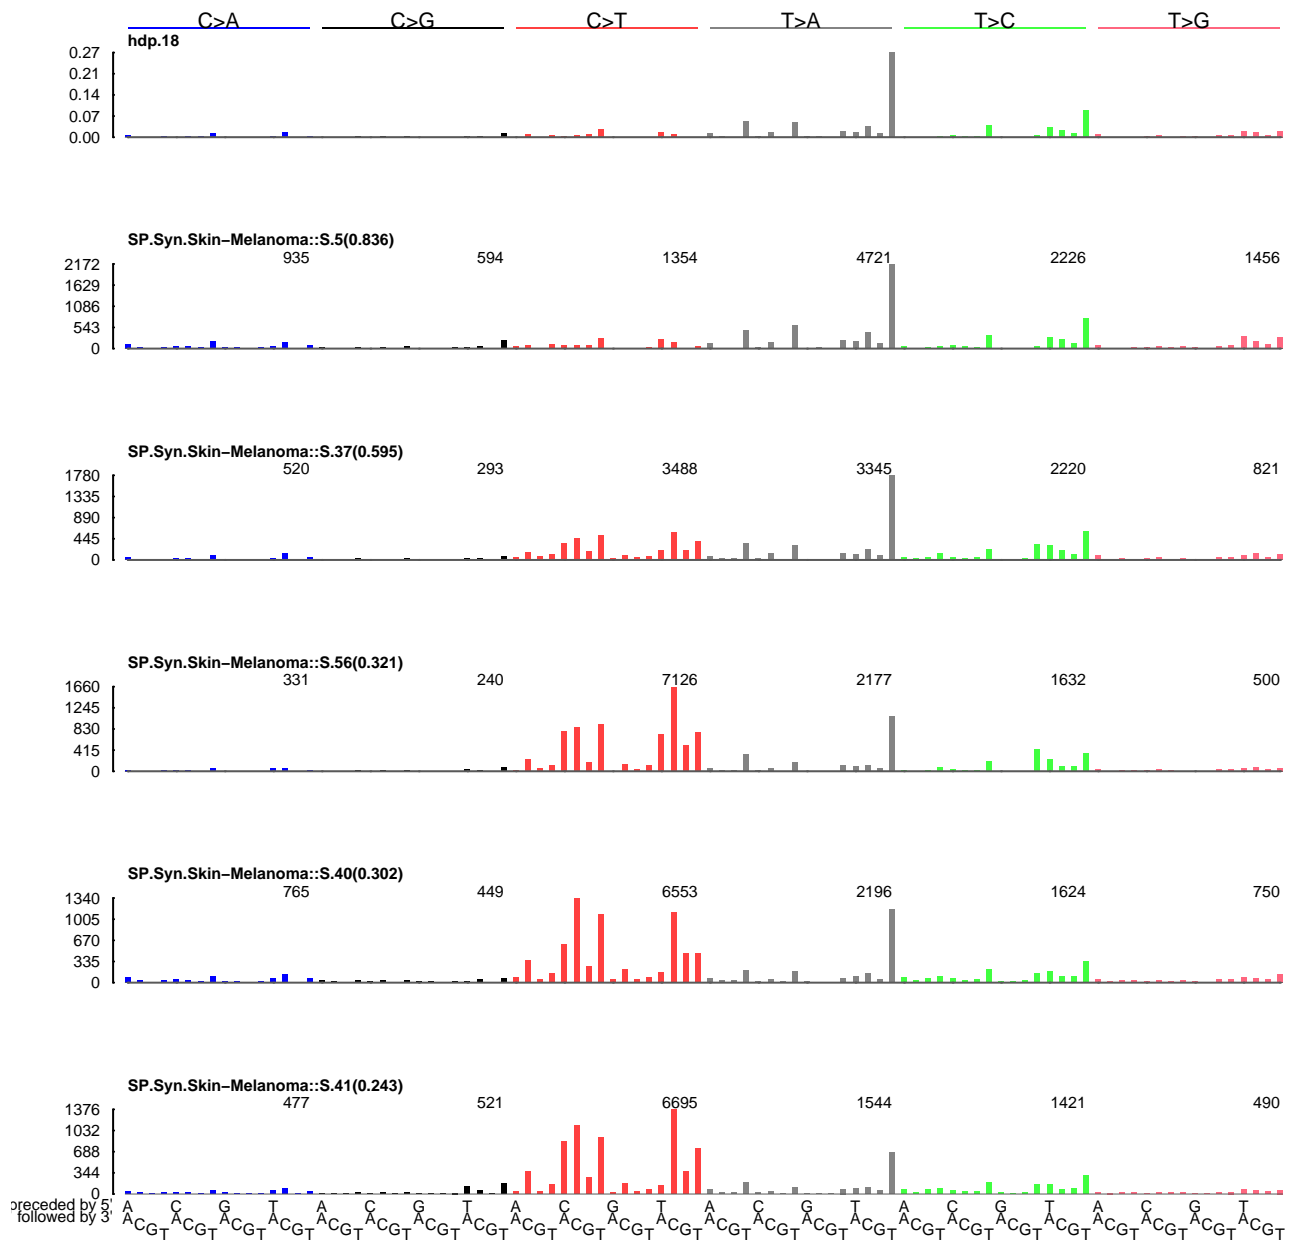 C>A C>G C>T T>A T>C T>G
hdp.18
0.27
0.21
0.14
0.07
0.00
SP.Syn.Skin−Melanoma::S.5(0.836)
935 594 1354 4721 2226 1456
2172
1629
1086
543
0
SP.Syn.Skin−Melanoma::S.37(0.595)
520 293 3488 3345 2220 821
1780
1335
890
445
0
SP.Syn.Skin−Melanoma::S.56(0.321)
331 240 7126 2177 1632 500
1660
1245
830
415
0
SP.Syn.Skin−Melanoma::S.40(0.302)
765 449 6553 2196 1624 750
1340
1005
670
335
0
SP.Syn.Skin−Melanoma::S.41(0.243)
477 521 6695 1544 1421 490
1376
1032
688
344
0
preceded by 5' A C G T A C G T A C G T A C G T A C G T A C G T
followed by 3' ACGT ACGT ACGT ACGT ACGT ACGT ACGT ACGT ACGT ACGT ACGT ACGT ACGT ACGT ACGT ACGT ACGT ACGT ACGT ACGT ACGT ACGT ACGT ACGT